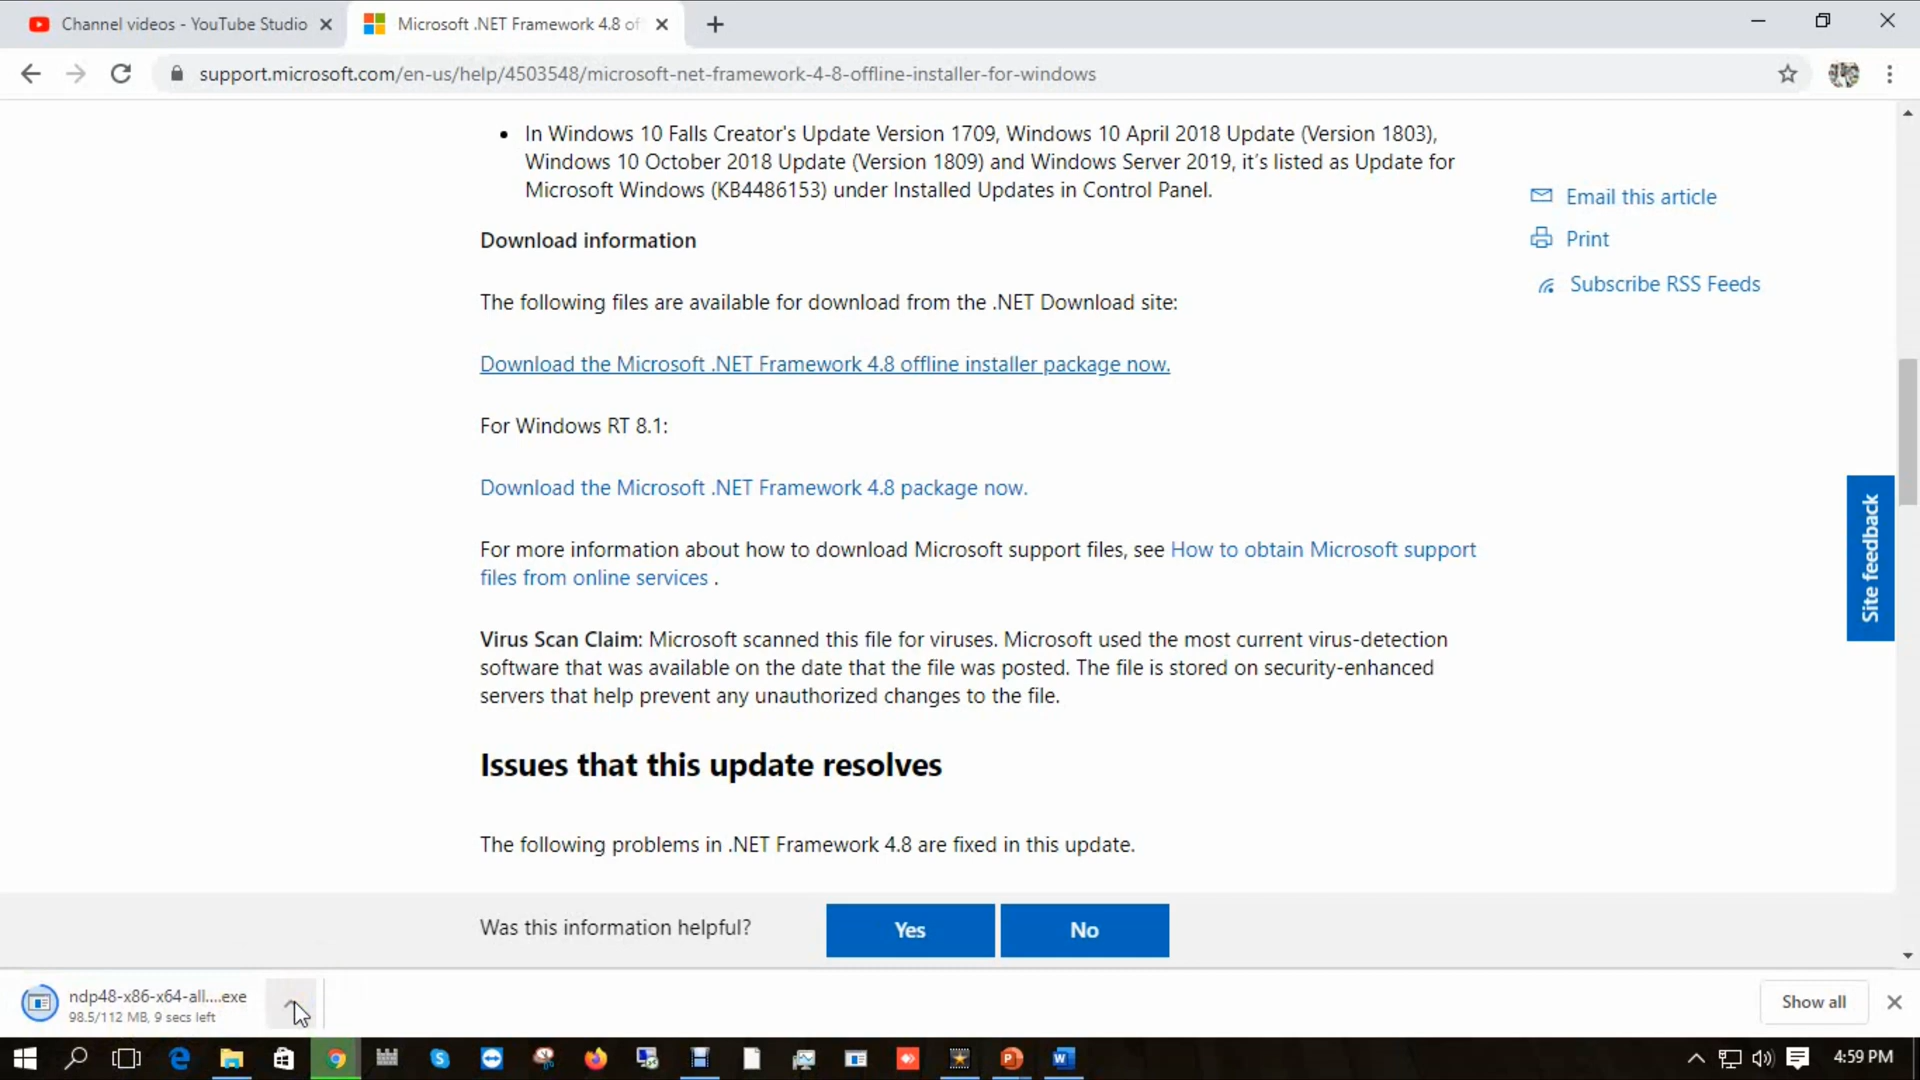 Channel videos - YouTube Studio
Microsoft .NET Framework 4.8 of
support.microsoft.com/en-us/help/4503548/microsoft-net-framework-4-8-offline-installer-for-windows
• In Windows 10 Falls Creator's Update Version 1709, Windows 10 April 2018 Update (Version 1803),
Windows 10 October 2018 Update (Version 1809) and Windows Server 2019, it's listed as Update for
Microsoft Windows (KB4486153) under Installed Updates in Control Panel.
Email this article
Print
Subscribe RSS Feeds
Download information
The following files are available for download from the .NET Download site:
Download the Microsoft .NET Framework 4.8 offline installer package now.
For Windows RT 8.1:
Download the Microsoft .NET Framework 4.8 package now.
For more information about how to download Microsoft support files, see How to obtain Microsoft support
files from online services .
Site feedback
Virus Scan Claim: Microsoft scanned this file for viruses. Microsoft used the most current virus-detection
software that was available on the date that the file was posted. The file is stored on security-enhanced
servers that help prevent any unauthorized changes to the file.
Issues that this update resolves
The following problems in .NET Framework 4.8 are fixed in this update.
Was this information helpful?
Yes
No
ndp48-x86-x64-all....exe
98.5/112 MB, 9 secs left
Show all
4:59 PM